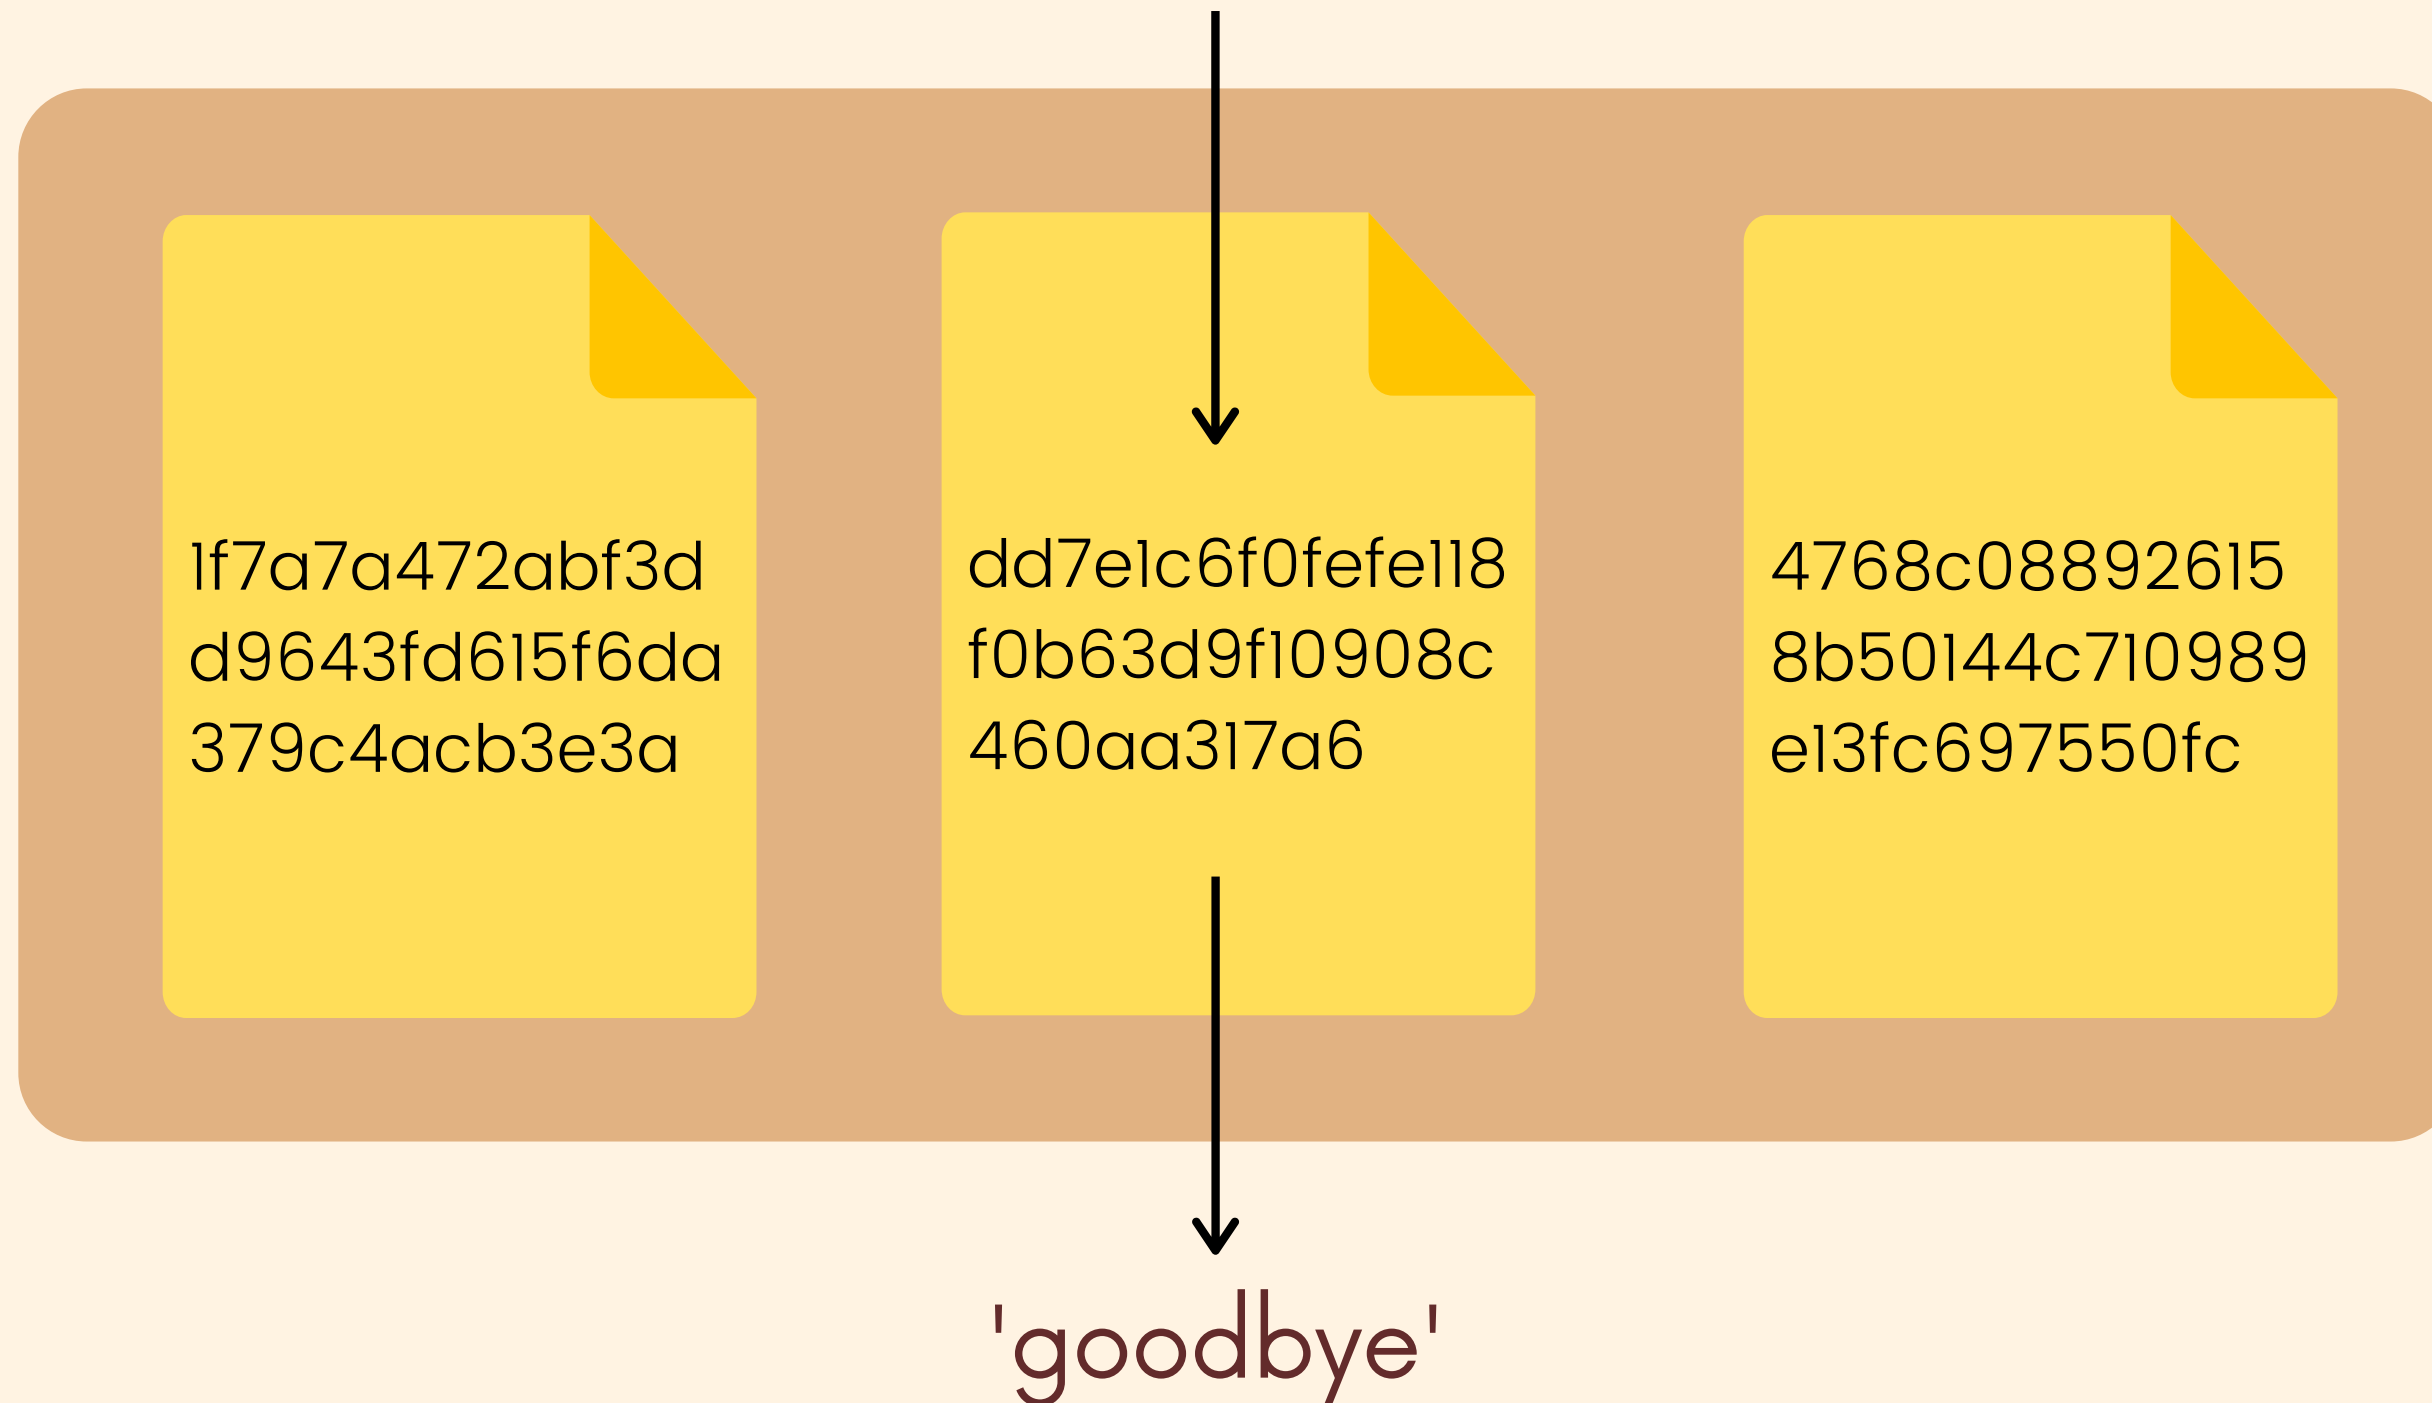 1f7a7a472abf3d
d9643fd615f6da
379c4acb3e3a
dd7e1c6f0fefe118
f0b63d9f10908c
460aa317a6
4768c08892615
8b50144c710989
e13fc697550fc
'goodbye'